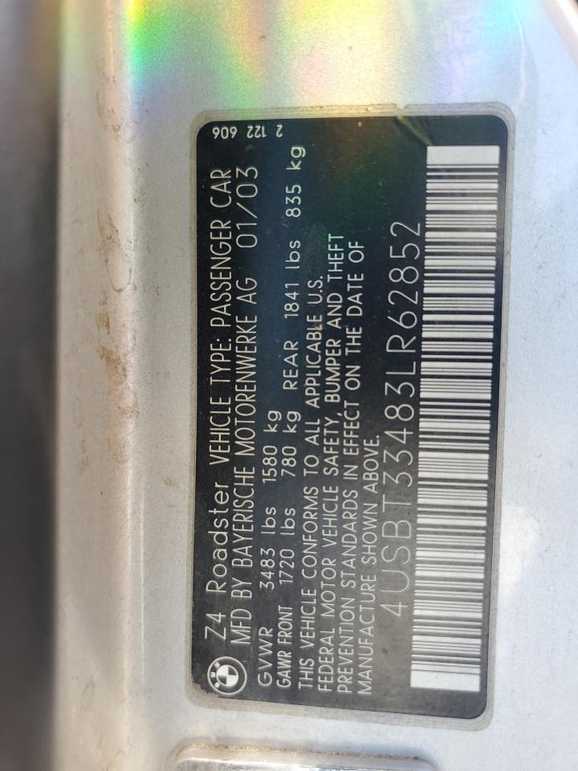 2 122 606
Z4 Roadster VEHICLE TYPE: PASSENGER CAR
MFD BY BAYERISCHE MOTORENWERKE AG 01/03
GVWR 3483 lbs 1580 kg
GAWR FRONT 1720 lbs 780 kg REAR 1841 lbs 835 kg
THIS VEHICLE CONFORMS TO ALL APPLICABLE U.S.
FEDERAL MOTOR VEHICLE SAFETY, BUMPER AND THEFT
PREVENTION STANDARDS IN EFFECT ON THE DATE OF
MANUFACTURE SHOWN ABOVE.
4USBT33483LR62852